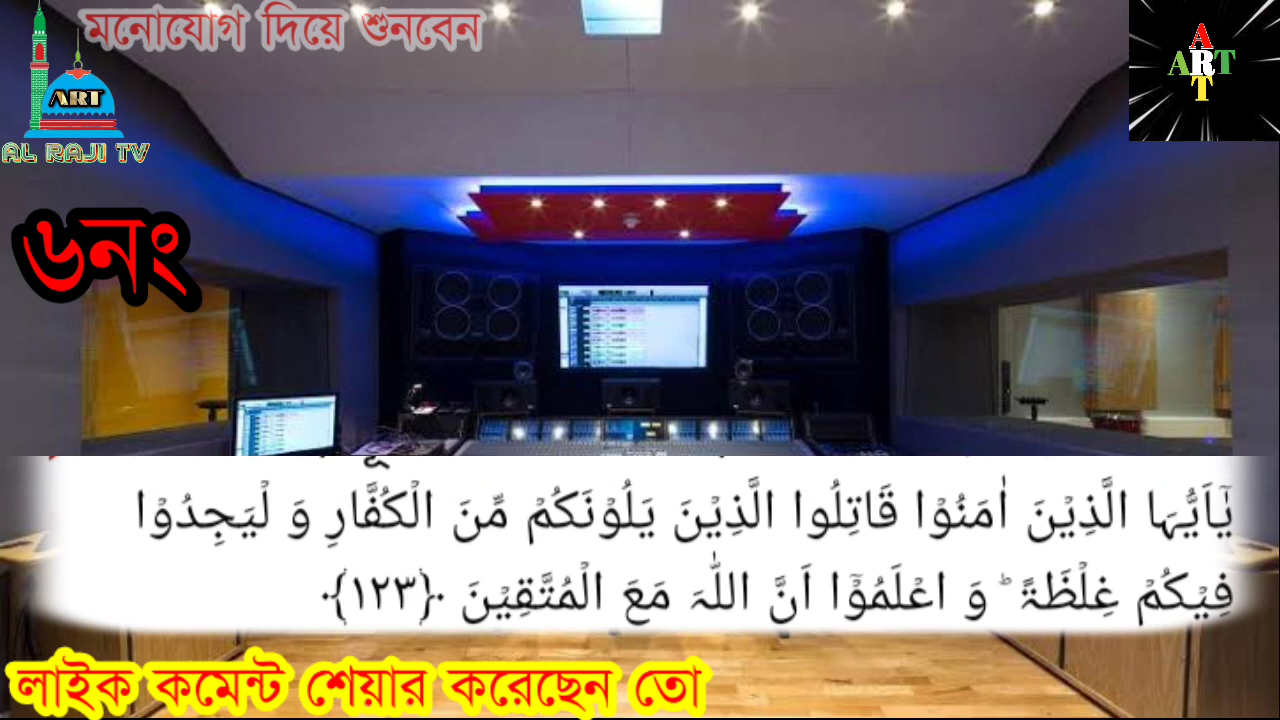 মনোযোগ দিয়ে শুনবেন
ART
AL RAJI TV
A
ART
T
৬নং
یٰۤاَیُّہَا الَّذِیۡنَ اٰمَنُوۡا قَاتِلُوا الَّذِیۡنَ یَلُوۡنَکُمۡ مِّنَ الۡکُفَّارِ وَ لۡیَجِدُوۡا
فِیۡکُمۡ غِلۡظَۃً ؕ وَ اعۡلَمُوۡۤا اَنَّ اللّٰہَ مَعَ الۡمُتَّقِیۡنَ ﴿۱۲۳﴾
লাইক কমেন্ট শেয়ার করেছেন তো